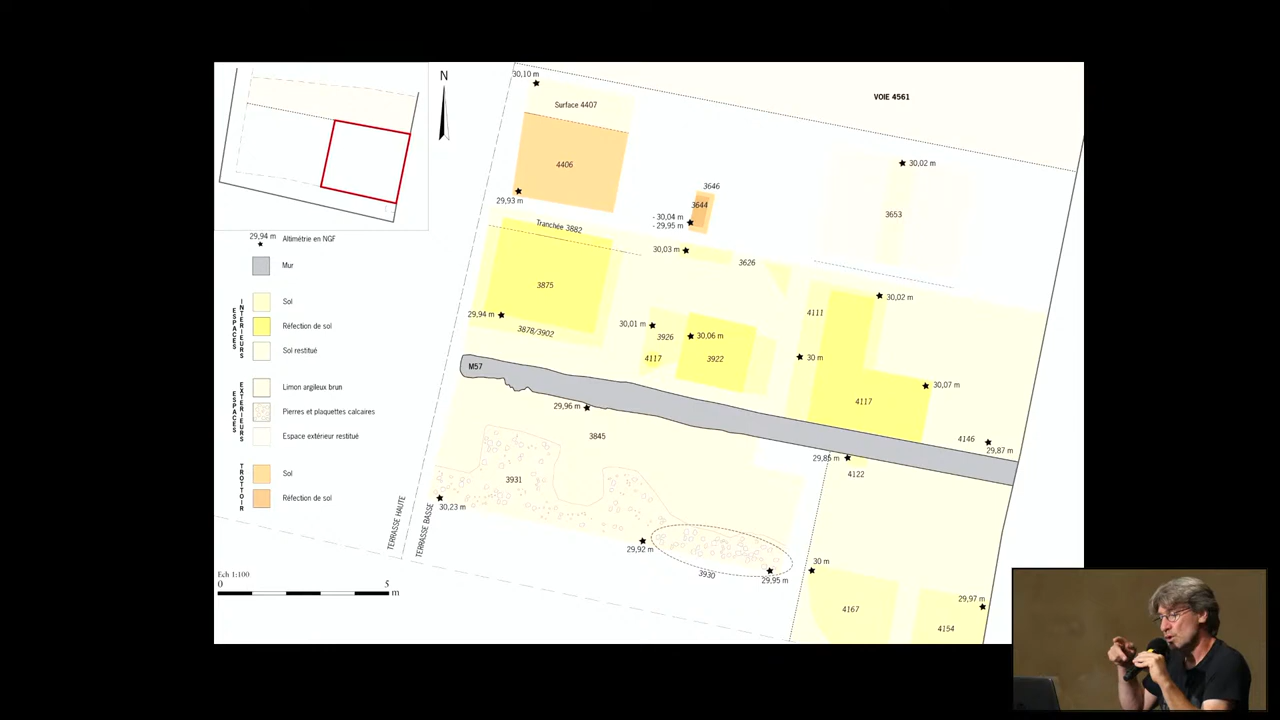 N
30,10 m
VOIE 4561
Surface 4407
4406
30,02 m
3646
3644
29,93 m
- 30,04 m
- 29,95 m
3653
Tranchée 3882
29,94 m
Altimétrie en NGF
30,03 m
3626
Mur
ESPACES INTERIEURS
Sol
Réfection de sol
Sol restitué
3875
30,02 m
4111
29,94 m
3878/3902
30,01 m
3926
30,06 m
4117
3922
30 m
M57
30,07 m
4117
ESPACES EXTERIEURS
Limon argileux brun
Pierres et plaquettes calcaires
Espace extérieur restitué
29,96 m
3845
4146
29,87 m
29,85 m
4122
TROTTOIR
Sol
Réfection de sol
3931
30,23 m
TERRASSE HAUTE
TERRASSE BASSE
29,92 m
3930
29,95 m
30 m
Ech 1:100
0
5
m
4167
29,97 m
4154